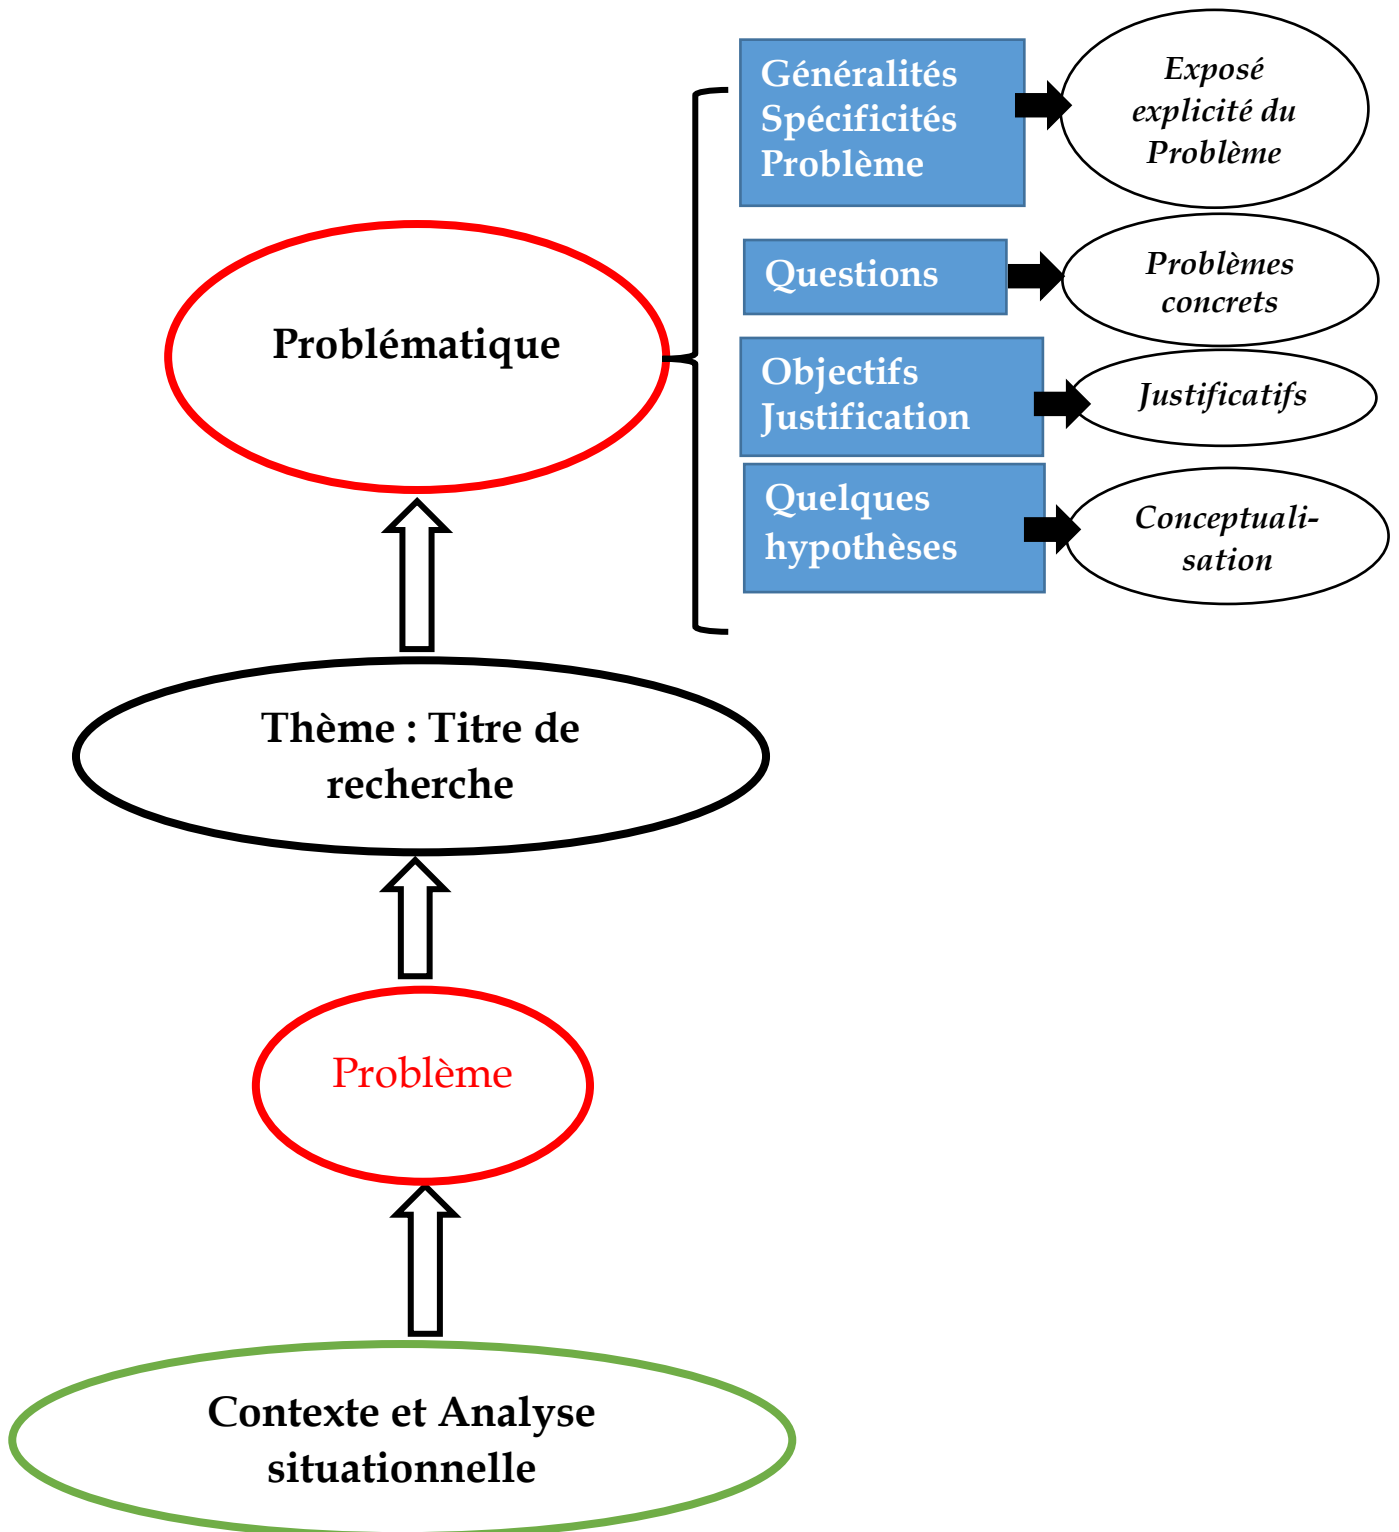 Généralités
Spécificités
Problème
Exposé
explicité du
Problème
Questions
Problèmes
concrets
Problématique
Objectifs
Justification
Justificatifs
Quelques
hypothèses
Conceptuali-
sation
Thème : Titre de
recherche
Problème
Contexte et Analyse
situationnelle